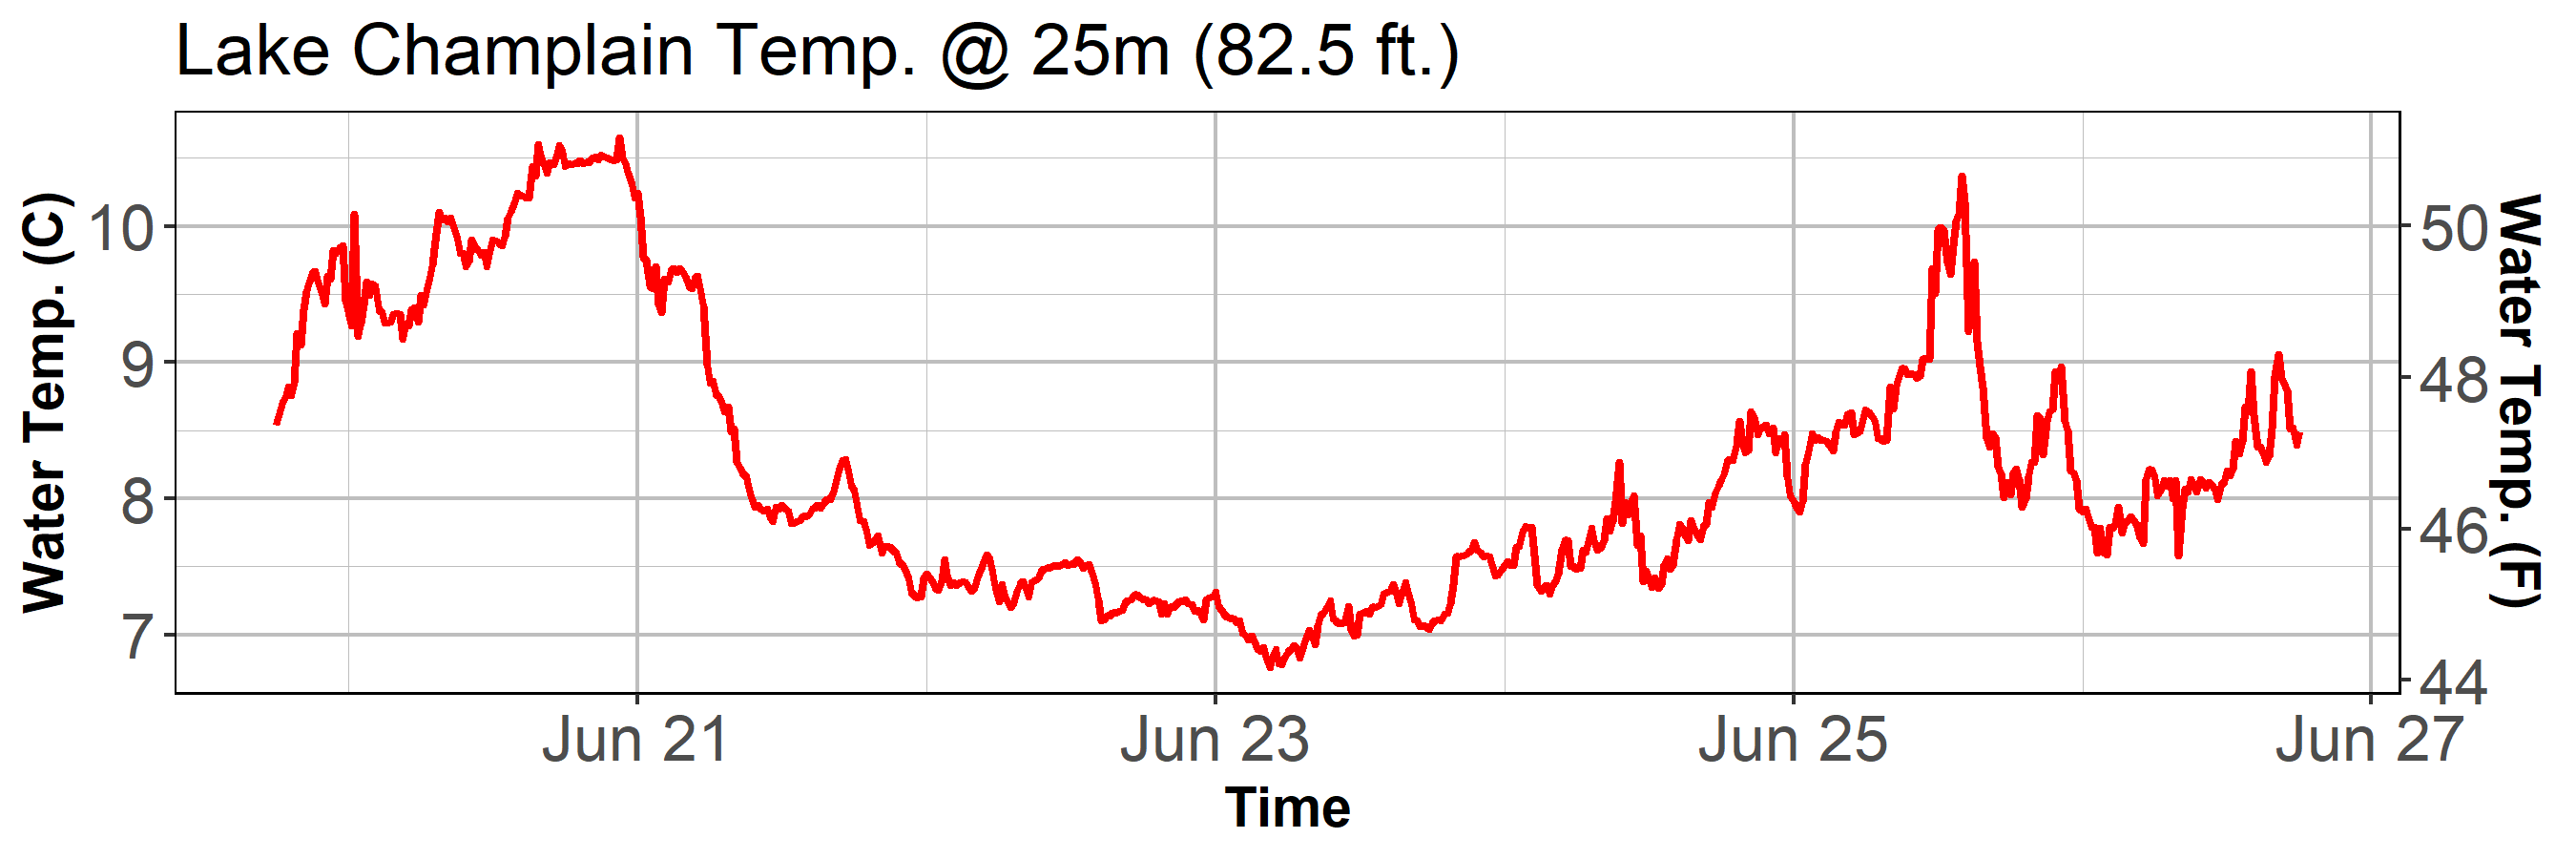 Lake Champlain Temp. @ 25m (82.5 ft.)
Water Temp. (C)
10
9
8
7
50
48
46
44
Water Temp. (F)
Jun 21
Jun 23
Jun 25
Jun 27
Time